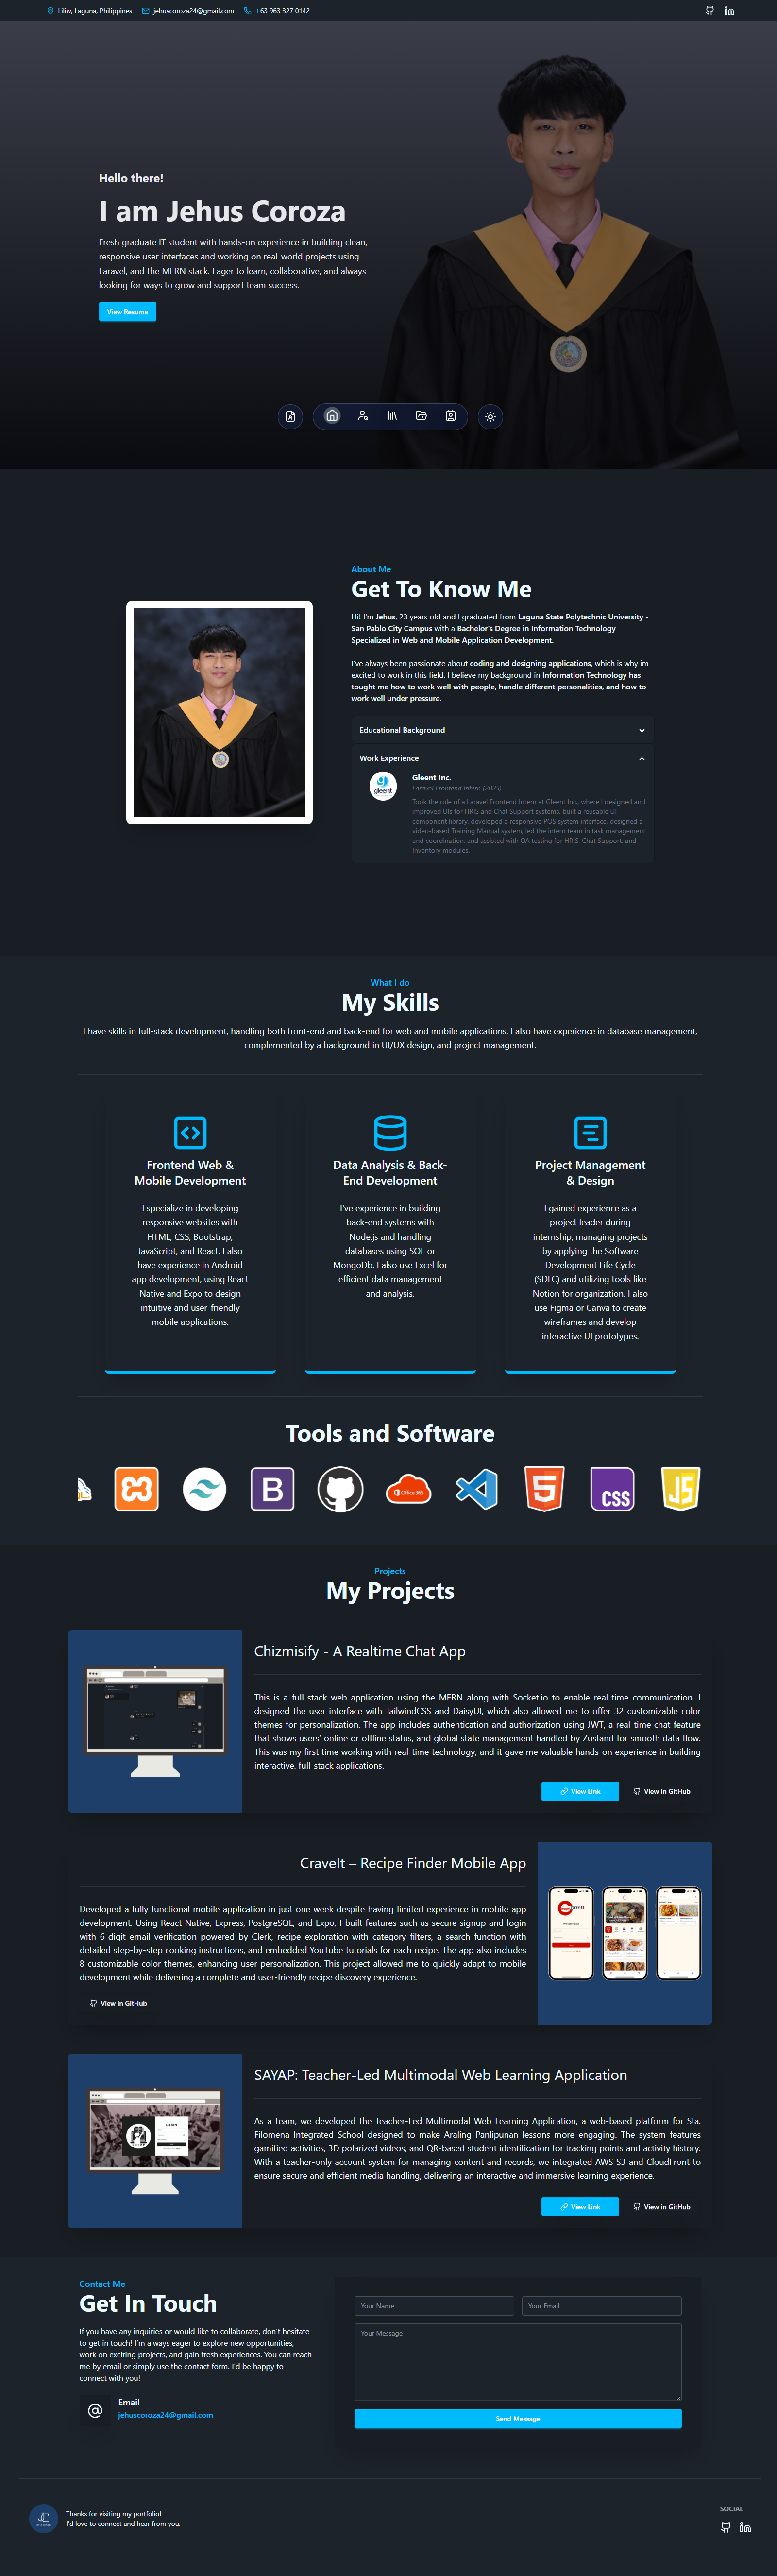 Liliw, Laguna, Philippines
jehuscoroza24@gmail.com
+63 963 327 0142
Hello there!
I am Jehus Coroza
Fresh graduate IT student with hands-on experience in building clean,
responsive user interfaces and working on real-world projects using
Laravel, and the MERN stack. Eager to learn, collaborative, and always
looking for ways to grow and support team success.
View Resume
About Me
Get To Know Me
Hi! I'm Jehus, 23 years old and I graduated from Laguna State Polytechnic University -
San Pablo City Campus with a Bachelor's Degree in Information Technology
Specialized in Web and Mobile Application Development.
I've always been passionate about coding and designing applications, which is why im
excited to work in this field. I believe my background in Information Technology has
tought me how to work well with people, handle different personalities, and how to
work well under pressure.
Educational Background
Work Experience
gleent
Gleent Inc.
Laravel Frontend Intern (2025)
Took the role of a Laravel Frontend Intern at Gleent Inc., where I designed and
improved UIs for HRIS and Chat Support systems, built a reusable UI
component library, developed a responsive POS system interface, designed a
video-based Training Manual system, led the intern team in task management
and coordination, and assisted with QA testing for HRIS, Chat Support, and
Inventory modules.
What I do
My Skills
I have skills in full-stack development, handling both front-end and back-end for web and mobile applications. I also have experience in database management,
complemented by a background in UI/UX design, and project management.
Frontend Web &
Mobile Development
I specialize in developing
responsive websites with
HTML, CSS, Bootstrap,
JavaScript, and React. I also
have experience in Android
app development, using React
Native and Expo to design
intuitive and user-friendly
mobile applications.
Data Analysis & Back-
End Development
I've experience in building
back-end systems with
Node.js and handling
databases using SQL or
MongoDb. I also use Excel for
efficient data management
and analysis.
Project Management
& Design
I gained experience as a
project leader during
internship, managing projects
by applying the Software
Development Life Cycle
(SDLC) and utilizing tools like
Notion for organization. I also
use Figma or Canva to create
wireframes and develop
interactive UI prototypes.
Tools and Software
B
Office 365
5
CSS
JS
Projects
My Projects
Chizmisify - A Realtime Chat App
This is a full-stack web application using the MERN along with Socket.io to enable real-time communication. I
designed the user interface with TailwindCSS and DaisyUI, which also allowed me to offer 32 customizable color
themes for personalization. The app includes authentication and authorization using JWT, a real-time chat feature
that shows users' online or offline status, and global state management handled by Zustand for smooth data flow.
This was my first time working with real-time technology, and it gave me valuable hands-on experience in building
interactive, full-stack applications.
View Link
View in GitHub
CraveIt – Recipe Finder Mobile App
Developed a fully functional mobile application in just one week despite having limited experience in mobile app
development. Using React Native, Express, PostgreSQL, and Expo, I built features such as secure signup and login
with 6-digit email verification powered by Clerk, recipe exploration with category filters, a search function with
detailed step-by-step cooking instructions, and embedded YouTube tutorials for each recipe. The app also includes
8 customizable color themes, enhancing user personalization. This project allowed me to quickly adapt to mobile
development while delivering a complete and user-friendly recipe discovery experience.
View in GitHub
SAYAP: Teacher-Led Multimodal Web Learning Application
LOGIN
As a team, we developed the Teacher-Led Multimodal Web Learning Application, a web-based platform for Sta.
Filomena Integrated School designed to make Araling Panlipunan lessons more engaging. The system features
gamified activities, 3D polarized videos, and QR-based student identification for tracking points and activity history.
With a teacher-only account system for managing content and records, we integrated AWS S3 and CloudFront to
ensure secure and efficient media handling, delivering an interactive and immersive learning experience.
View Link
View in GitHub
Contact Me
Get In Touch
If you have any inquiries or would like to collaborate, don't hesitate
to get in touch! I'm always eager to explore new opportunities,
work on exciting projects, and gain fresh experiences. You can reach
me by email or simply use the contact form. I'd be happy to
connect with you!
Email
jehuscoroza24@gmail.com
Your Name
Your Email
Your Message
Send Message
Thanks for visiting my portfolio!
I'd love to connect and hear from you.
SOCIAL